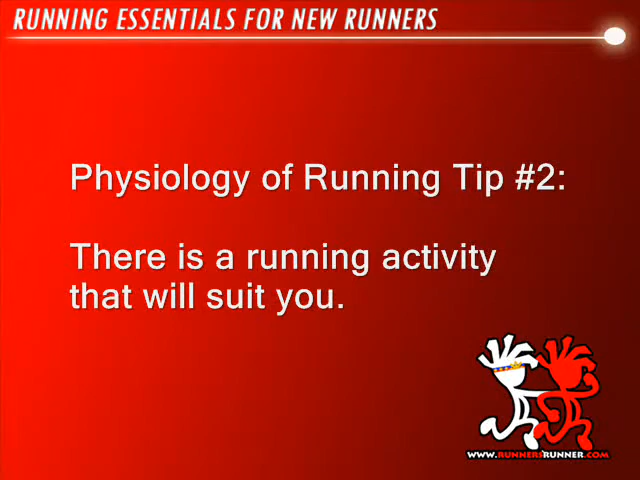 RUNNING ESSENTIALS FOR NEW RUNNERS
Physiology of Running Tip #2:
There is a running activity
that will suit you.
WWW.RUNNERSRUNNER.COM